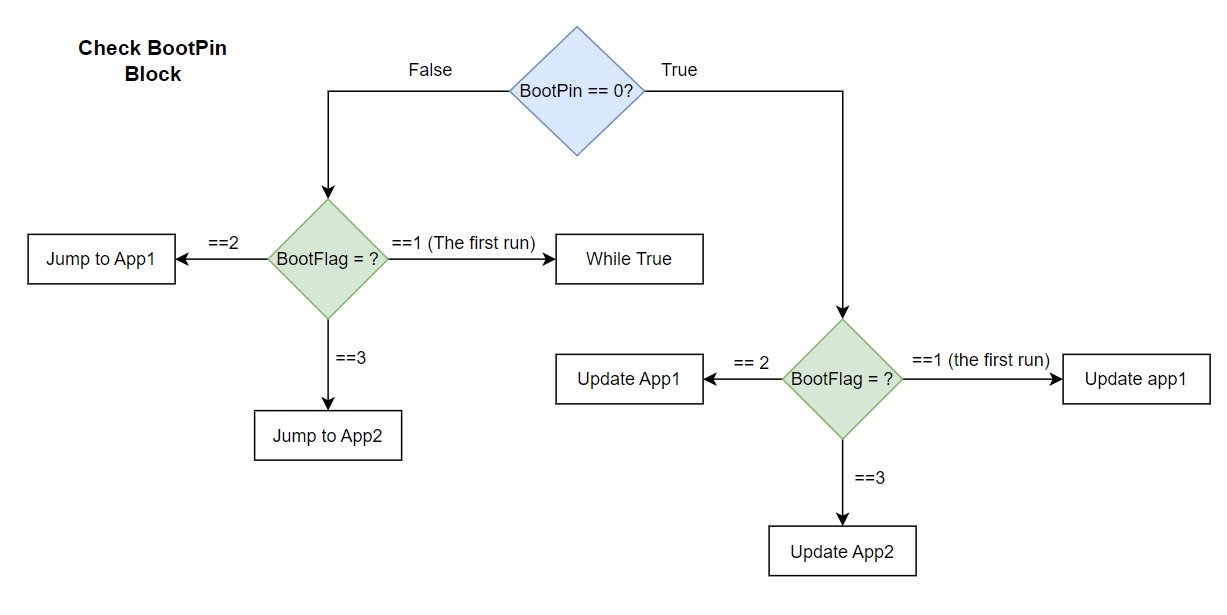 Check BootPin
Block
False
True
BootPin == 0?
==2
==1 (The first run)
Jump to App1
BootFlag = ?
While True
==3
Jump to App2
== 2
==1 (the first run)
Update App1
BootFlag = ?
Update app1
==3
Update App2